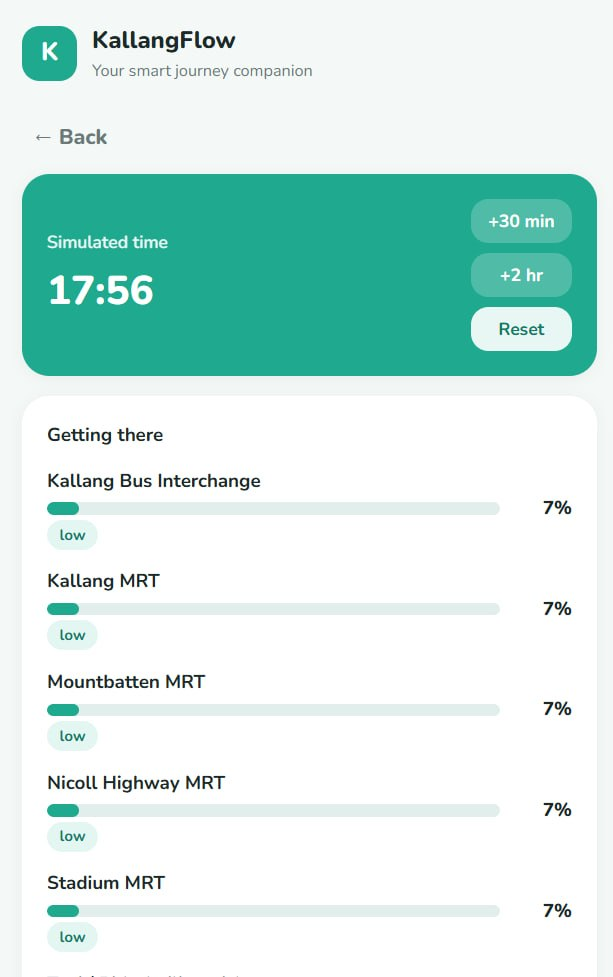 K
KallangFlow
Your smart journey companion
← Back
Simulated time
17:56
+30 min
+2 hr
Reset
Getting there
Kallang Bus Interchange
7%
low
Kallang MRT
7%
low
Mountbatten MRT
7%
low
Nicoll Highway MRT
7%
low
Stadium MRT
7%
low